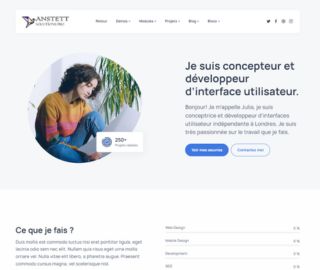 ANSTETT
Retour
Démos
Modules
Projets
Blog
Blocs
Je suis concepteur et
développeur
d'interface utilisateur.
Bonjour! Je m'appelle Julia, je suis
conceptrice et développeur d'interfaces
utilisateur indépendante à Londres. Je suis
très passionnée sur le travail que je fais.
Voir mes œuvres
Contactez moi
250+
Projets réalisés
Ce que je fais ?
Duis mollis est commodo luctus nisi erat porttitor ligula, eget
lacinia odio sem nec elit. Nullam quis risus eget urna mollis
ornare vel. Nulla vitae elit libero, a pharetra augue. Praesent
commodo cursus magna, vel scelerisque nisl.
Web Design
0 %
Mobile Design
0 %
Development
0 %
SEO
0 %